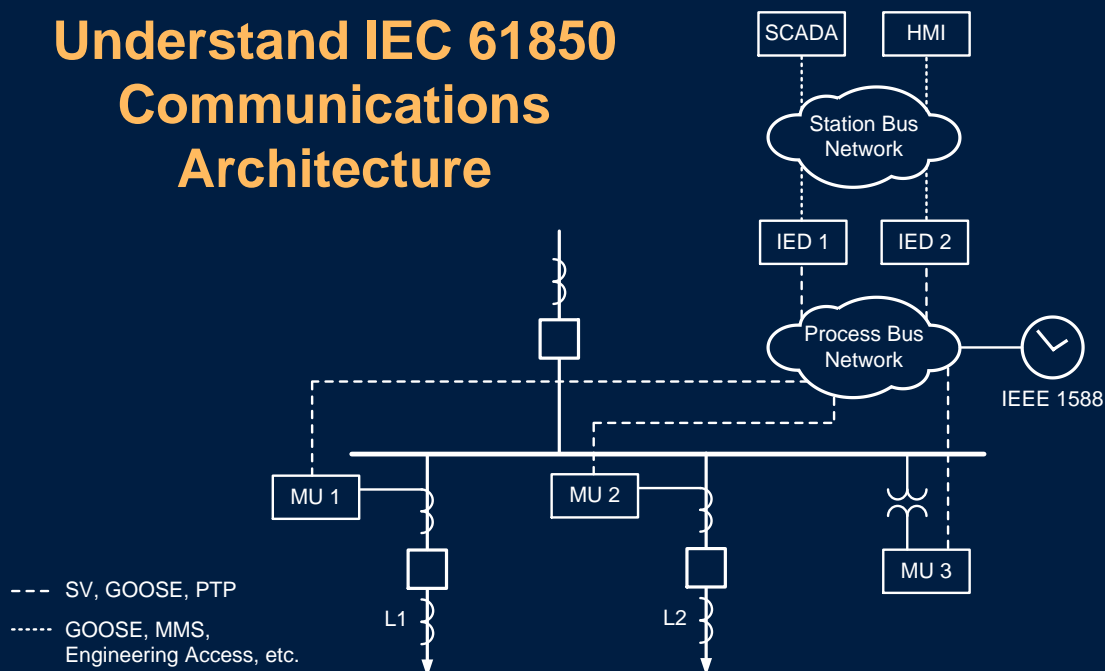 Understand IEC 61850
Communications
Architecture
SCADA
HMI
Station Bus
Network
IED 1
IED 2
Process Bus
Network
IEEE 1588
MU 1
MU 2
MU 3
L1
L2
SV, GOOSE, PTP
GOOSE, MMS,
Engineering Access, etc.